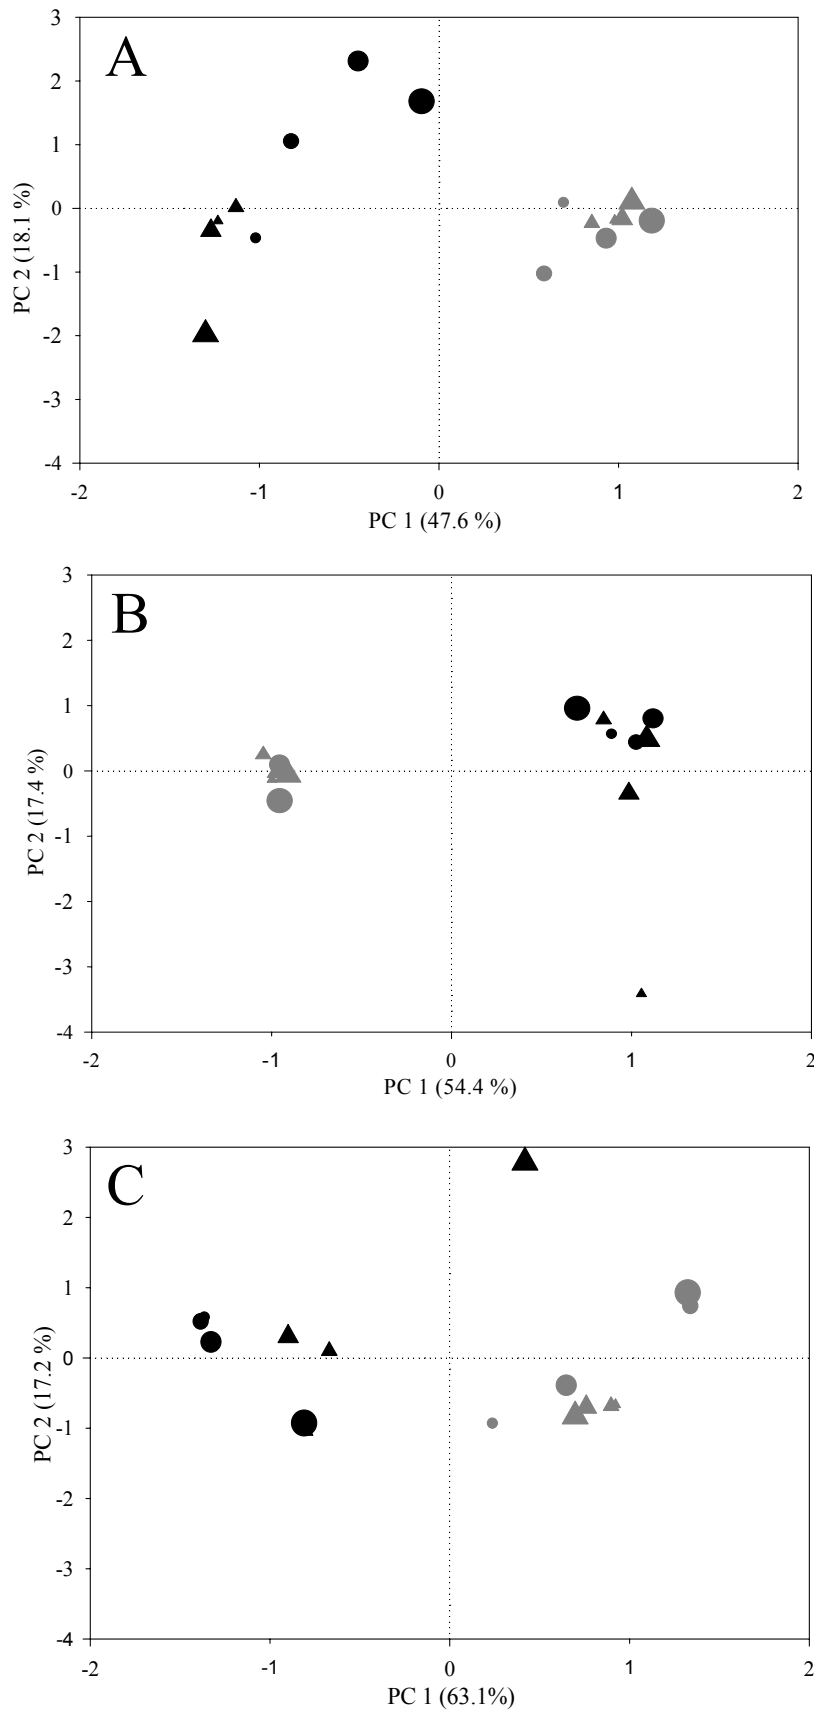 A
3
2
1
0
-1
-2
-3
-4
PC 2 (18.1 %)
-2 -1 0 1 2
PC 1 (47.6 %)
B
3
2
1
0
-1
-2
-3
-4
PC 2 (17.4 %)
-2 -1 0 1 2
PC 1 (54.4 %)
C
3
2
1
0
-1
-2
-3
-4
PC 2 (17.2 %)
-2 -1 0 1 2
PC 1 (63.1%)